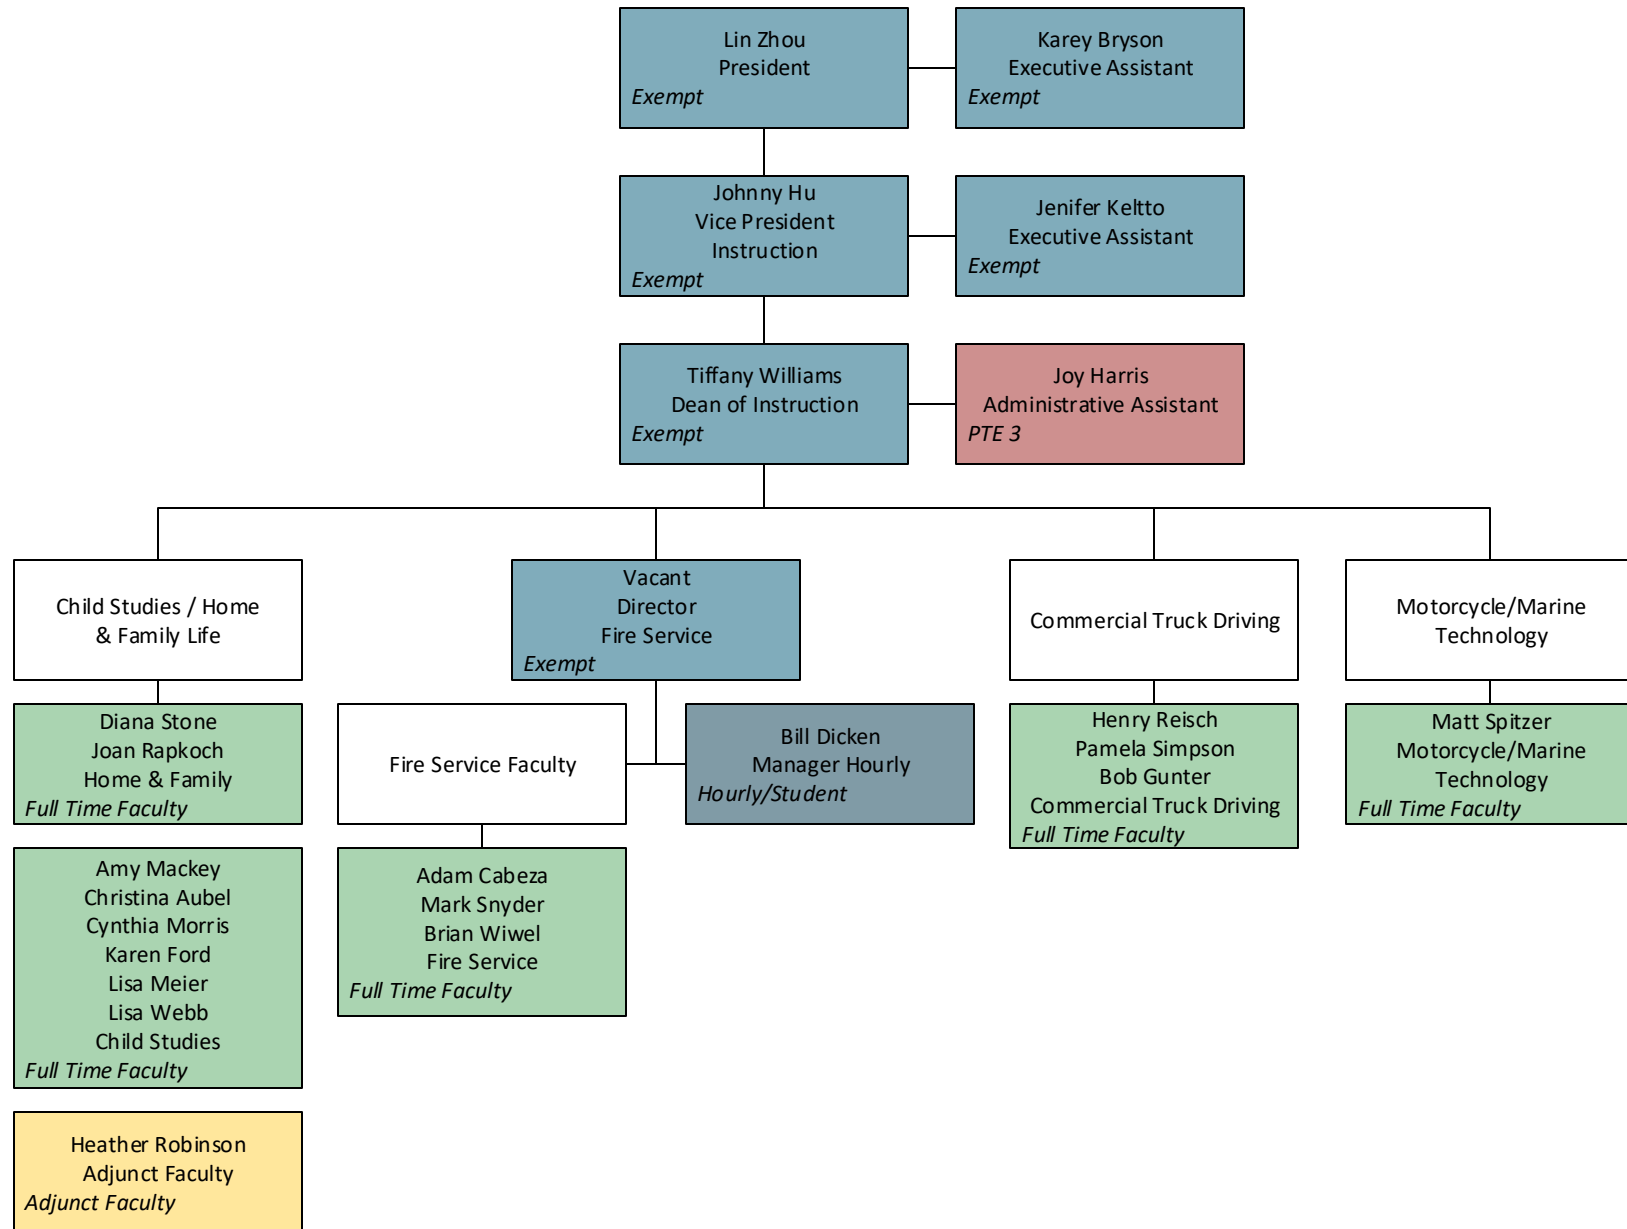 Lin Zhou
President
Exempt
Karey Bryson
Executive Assistant
Exempt
Johnny Hu
Vice President
Instruction
Exempt
Jenifer Keltto
Executive Assistant
Exempt
Tiffany Williams
Dean of Instruction
Exempt
Joy Harris
Administrative Assistant
PTE 3
Child Studies / Home
& Family Life
Vacant
Director
Fire Service
Exempt
Commercial Truck Driving
Motorcycle/Marine
Technology
Diana Stone
Joan Rapkoch
Home & Family
Full Time Faculty
Fire Service Faculty
Bill Dicken
Manager Hourly
Hourly/Student
Henry Reisch
Pamela Simpson
Bob Gunter
Commercial Truck Driving
Full Time Faculty
Matt Spitzer
Motorcycle/Marine
Technology
Full Time Faculty
Amy Mackey
Christina Aubel
Cynthia Morris
Karen Ford
Lisa Meier
Lisa Webb
Child Studies
Full Time Faculty
Adam Cabeza
Mark Snyder
Brian Wiwel
Fire Service
Full Time Faculty
Heather Robinson
Adjunct Faculty
Adjunct Faculty